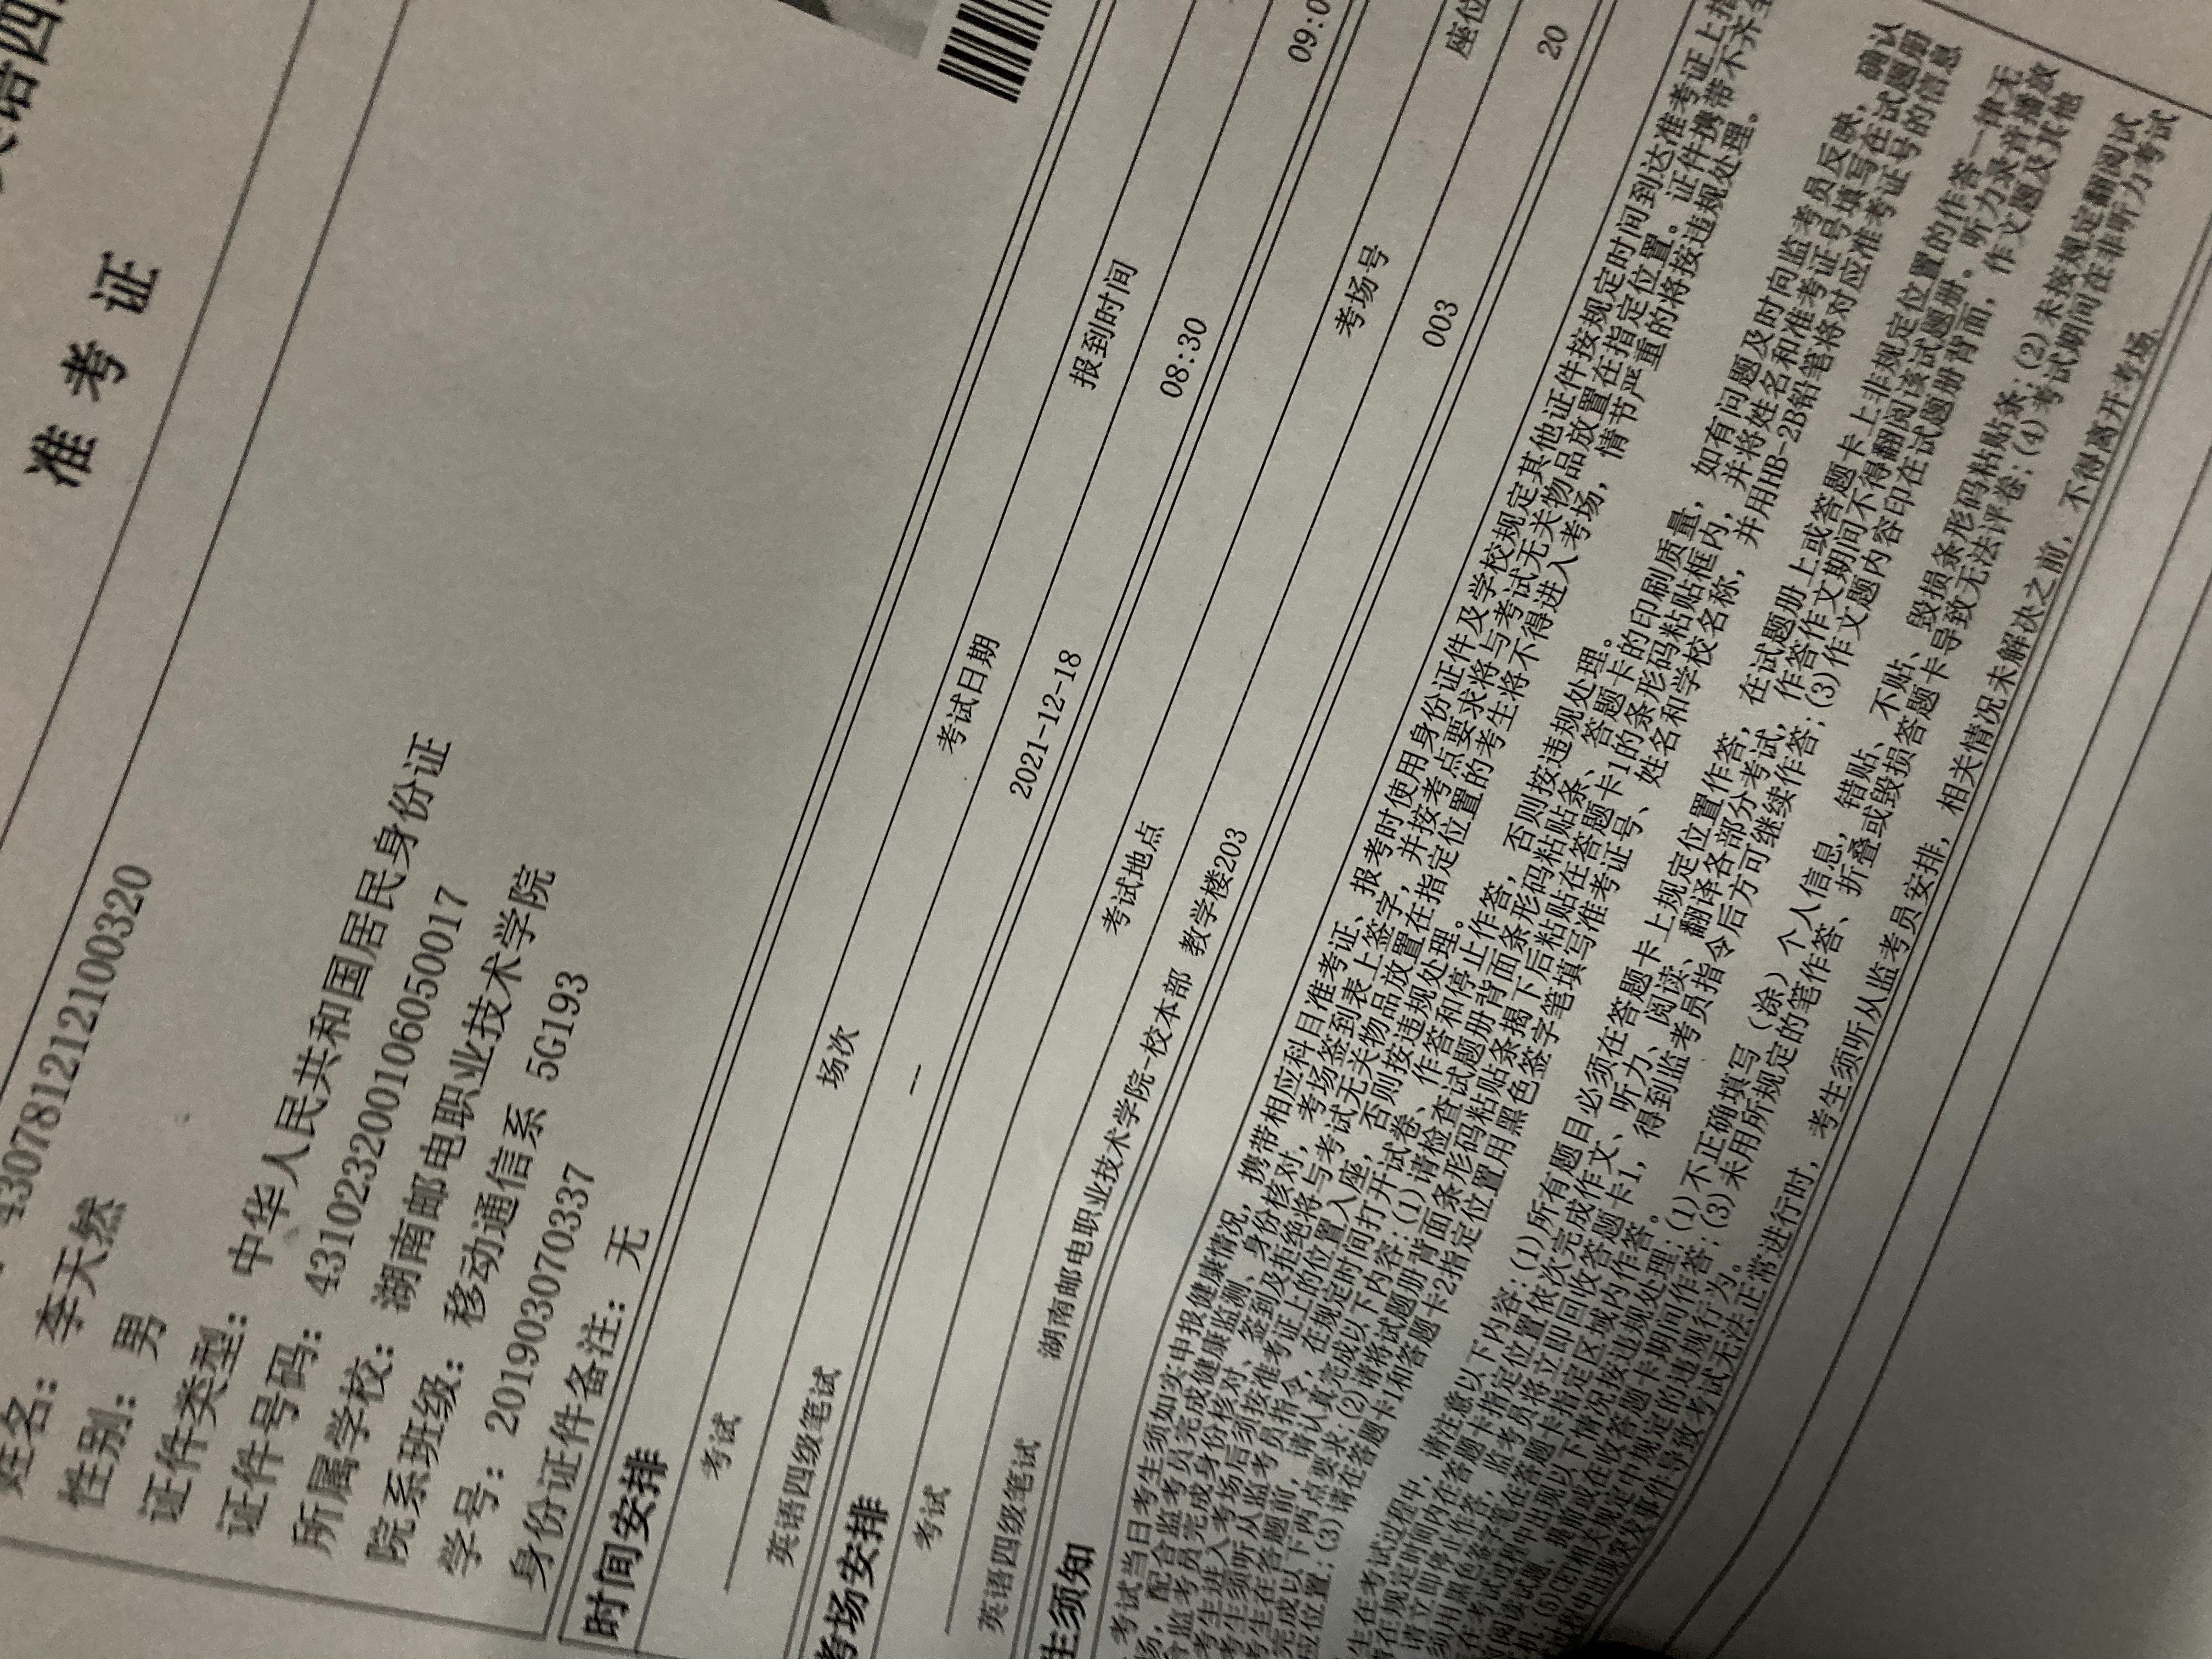 英语四
准考证
430781212100320
姓名：李天然
性别：男
证件类型：中华人民共和国居民身份证
证件号码：431023200106050017
所属学校：湖南邮电职业技术学院
院系班级：移动通信系 5G193
学号：201903070337
身份证件备注：无
时间安排
考试 场次 考试日期 报到时间
英语四级笔试 -- 2021-12-18 08:30 09:0
考场安排
考试 考试地点 考场号 座位
英语四级笔试 湖南邮电职业技术学院-校本部 教学楼203 003 20
生须知
考试当日考生须如实申报健康情况，携带相应科目准考证、报考时使用身份证件及学校规定其他证件按规定时间到达准考证上指
场，配合监考员完成健康监测、身份核对，考场签到表上签字，并按考点要求将与考试无关物品放置在指定位置。证件携带不齐全
合监考员完成身份核对、签到及拒绝将与考试无关物品放置在指定位置的考生将不得进入考场，情节严重的将按违规处理。
考生进入考场后须按准考证上的位置入座，否则按违规处理。
考生须听从监考员指令，在规定时间打开试卷、作答和停止作答，否则按违规处理。
考生在答题前，请认真完成以下内容：(1)请检查试题册背面条形码粘贴条、答题卡的印刷质量，如有问题及时向监考员反映，确认
完成以下两点要求：(2)请将试题册背面条形码粘贴条揭下后粘贴在答题卡1的条形码粘贴框内，并将姓名和准考证号填写在试题册
应位置；(3)请在答题卡1和答题卡2指定位置用黑色签字笔填写准考证号、姓名和学校名称，并用HB-2B铅笔将对应准考证号的信息
生在考试过程中，请注意以下内容：(1)所有题目必须在答题卡上规定位置作答，在试题册上或答题卡上非规定位置的作答一律无
请在规定时间内在答题卡指定位置依次完成作文、听力、阅读、翻译各部分考试，作答作文期间不得翻阅该试题册。听力录音播放
请立即停止作答，监考员将立即回收答题卡1，得到监考员指令后方可继续作答；(3)作文题内容印在试题册背面，作文题及其他
须用黑色签字笔在答题卡指定区域内作答。
在考试过程中出现以下情况按违规处理：(1)不正确填写（涂）个人信息，错贴、不贴、毁损条形码粘贴条；(2)未按规定翻阅试
前阅读试题、提前或在收答题卡期间作答；(3)未用所规定的笔作答、折叠或毁损答题卡导致无法评卷；(4)考试期间在非听力考试
机；(5)CET相关规定中规定的违规行为。
过程中出现突发事件导致考试无法正常进行时，考生须听从监考员安排，相关情况未解决之前，不得离开考场。